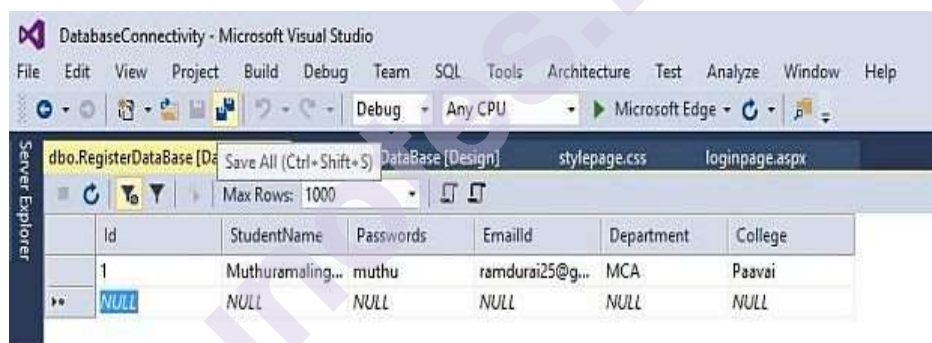 DatabaseConnectivity - Microsoft Visual Studio
File Edit View Project Build Debug Team SQL Tools Architecture Test Analyze Window Help
Debug Any CPU Microsoft Edge
dbo.RegisterDataBase [Da DataBase [Design] stylepage.css loginpage.aspx
Save All (Ctrl+Shift+S)
Server Explorer
Max Rows: 1000
Id StudentName Passwords EmailId Department College
1 Muthuramaling... muthu ramdurai25@g... MCA Paavai
NULL NULL NULL NULL NULL NULL